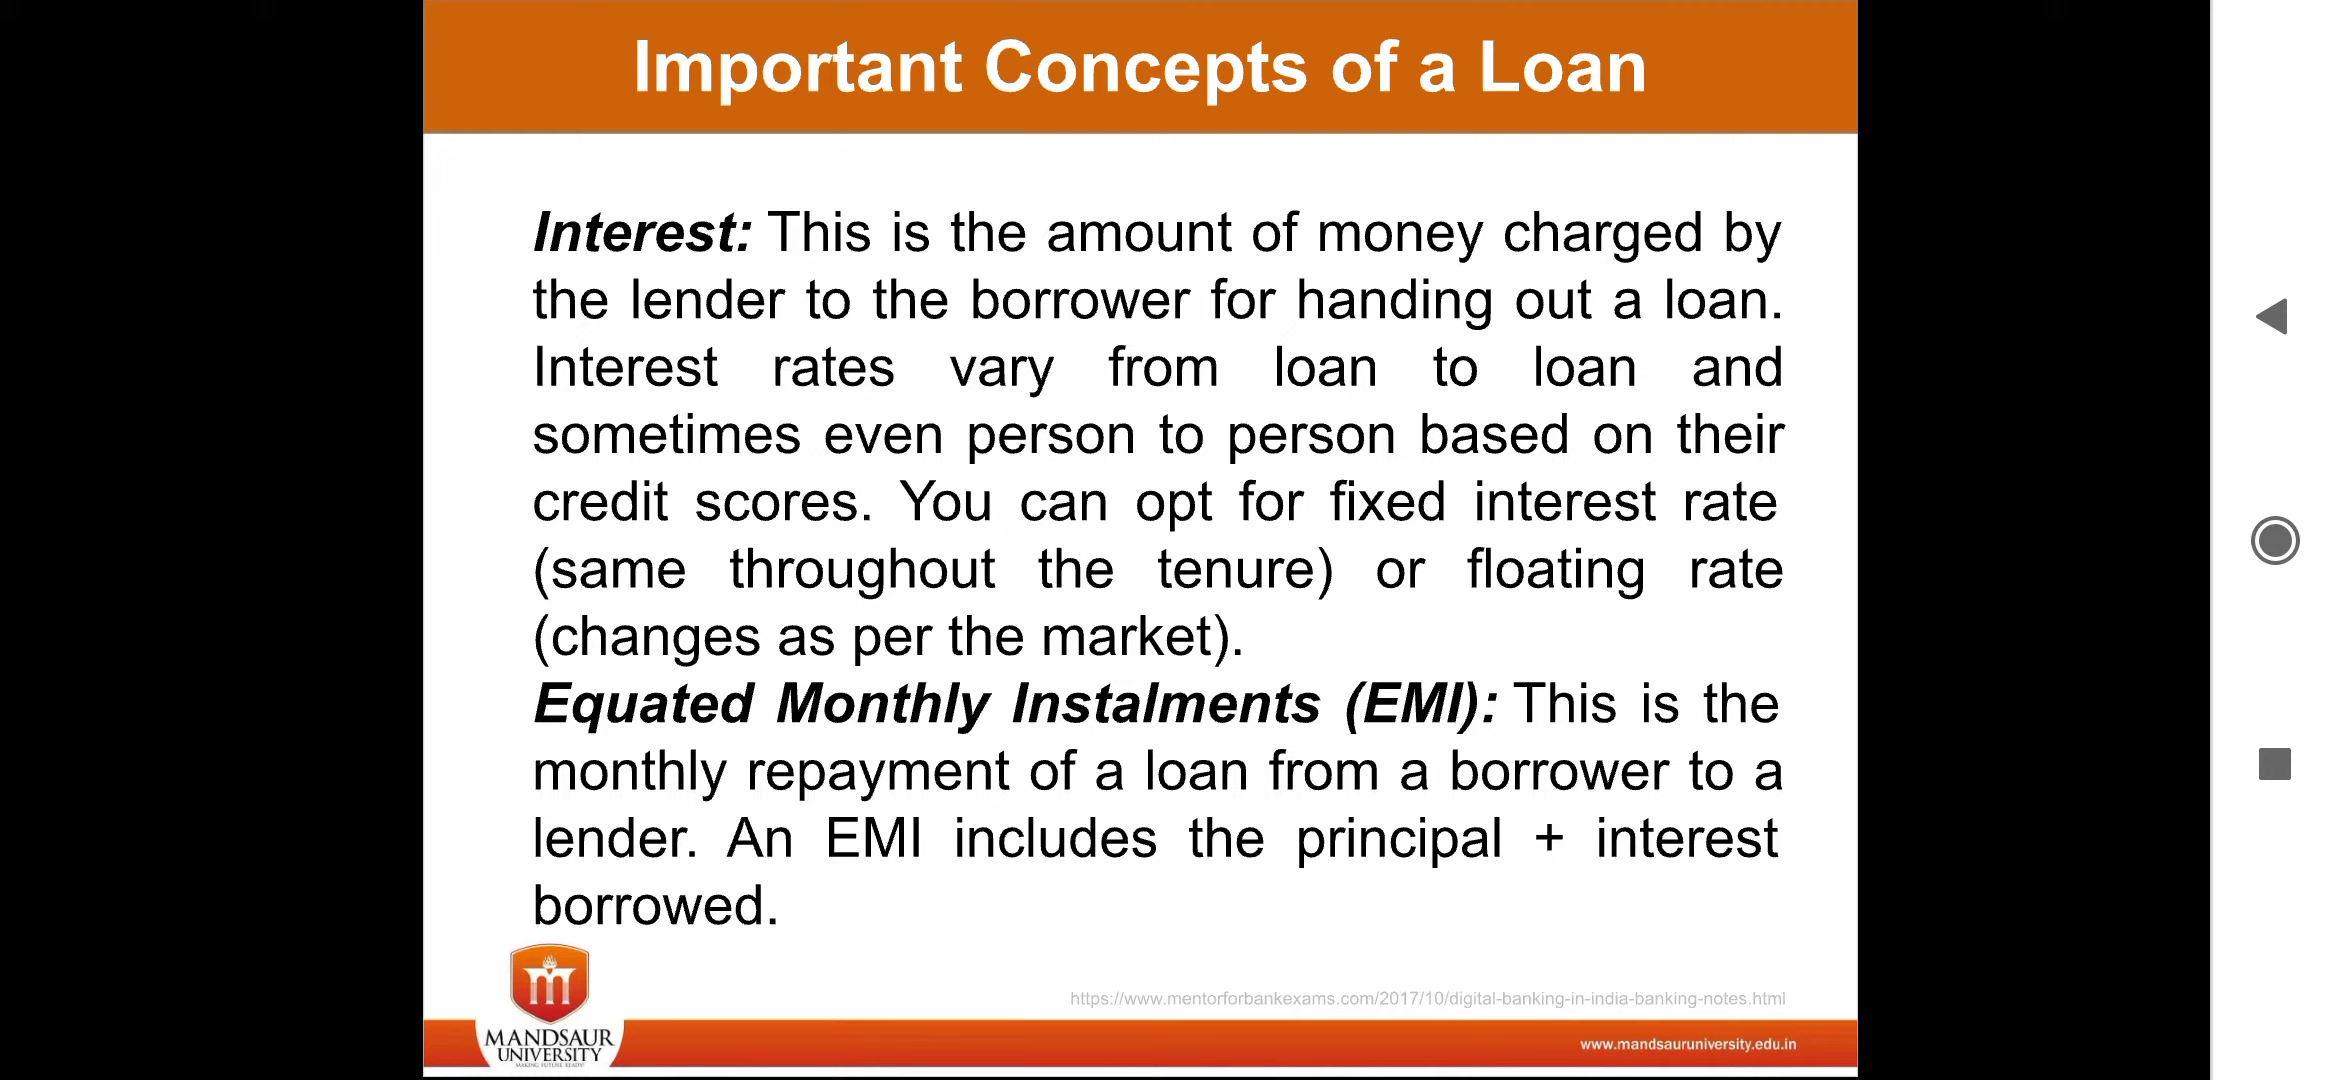 Important Concepts of a Loan
Interest: This is the amount of money charged by
the lender to the borrower for handing out a loan.
Interest rates vary from loan to loan and
sometimes even person to person based on their
credit scores. You can opt for fixed interest rate
(same throughout the tenure) or floating rate
(changes as per the market).
Equated Monthly Instalments (EMI): This is the
monthly repayment of a loan from a borrower to a
lender. An EMI includes the principal + interest
borrowed.
https://www.mentorforbankexams.com/2017/10/digital-banking-in-india-banking-notes.html
MANDSAUR
UNIVERSITY
MAKING FUTURE READY!
www.mandsauruniversity.edu.in